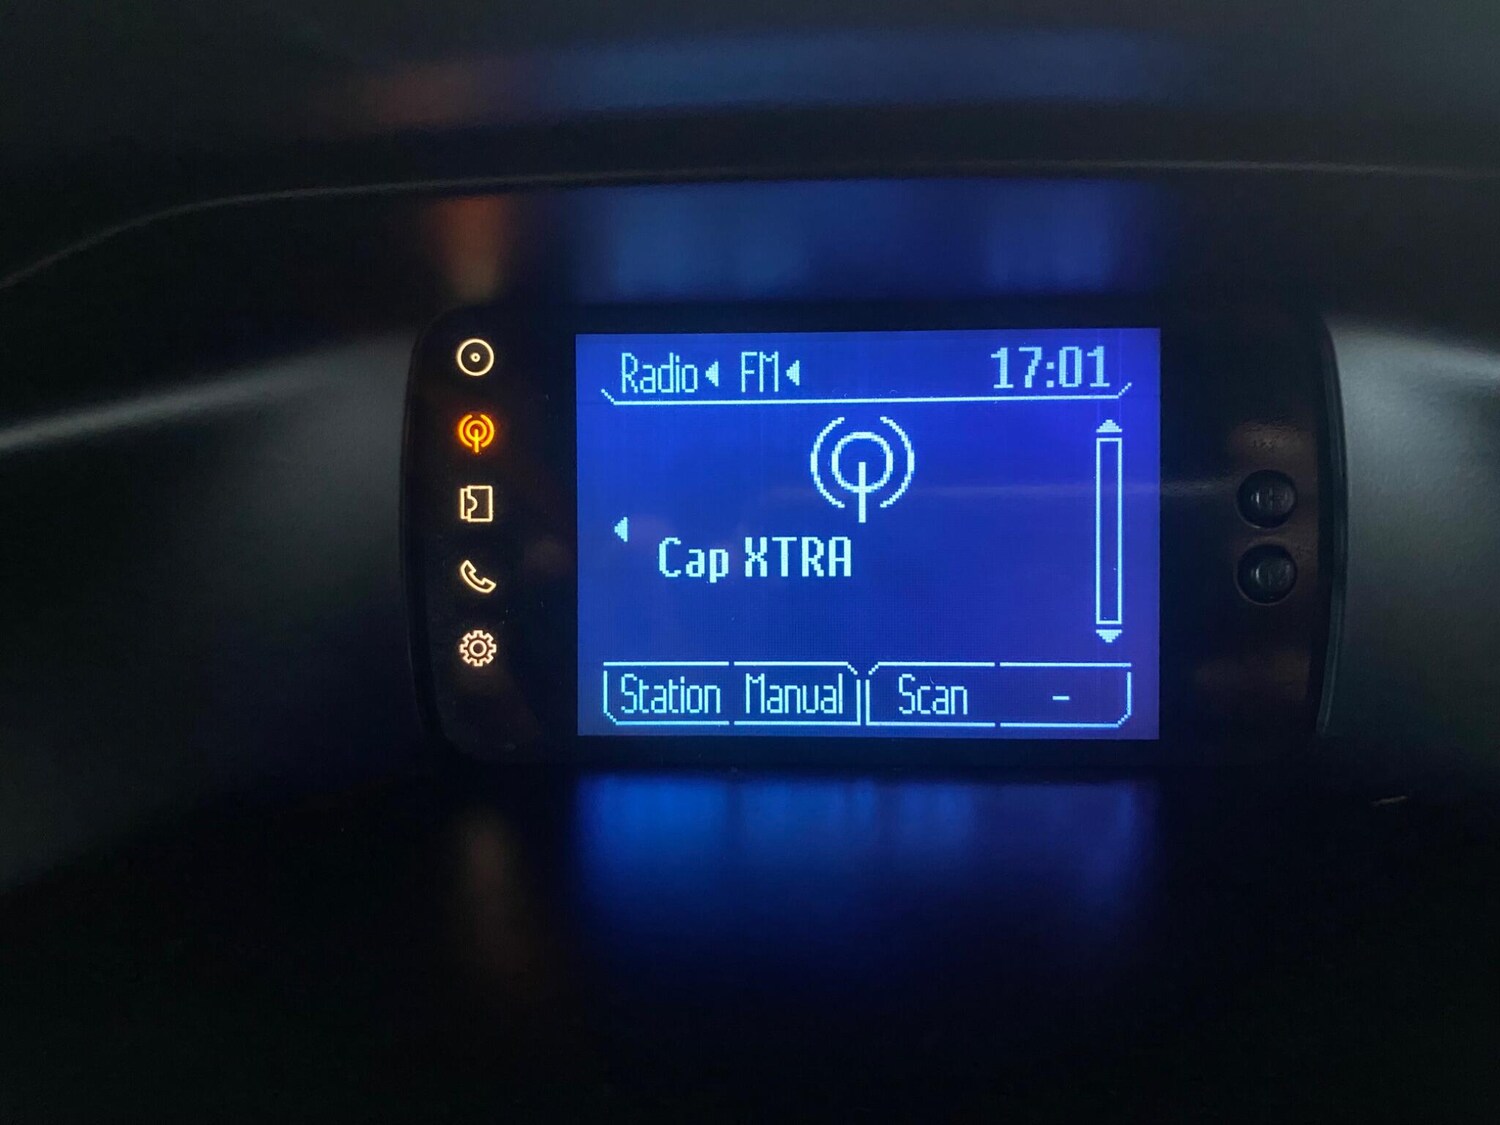 Radio FM 17:01
Cap XTRA
Station Manual Scan -